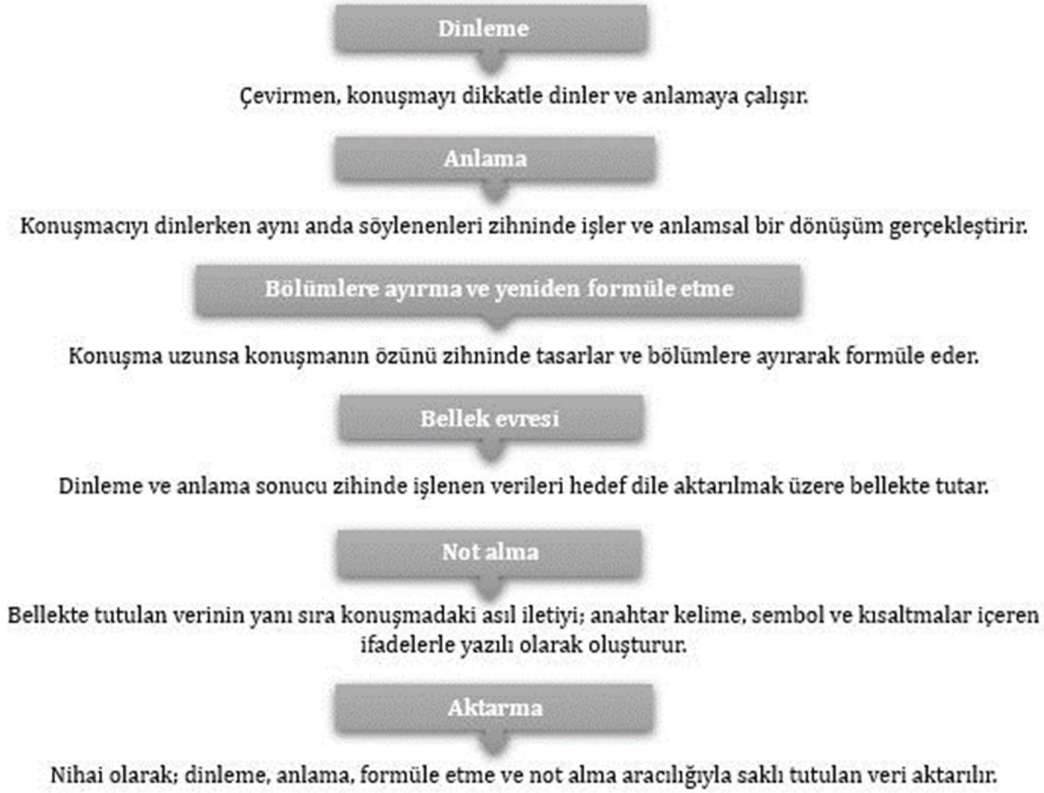 Dinleme
Çevirmen, konuşmayı dikkatle dinler ve anlamaya çalışır.
Anlama
Konuşmacıyı dinlerken aynı anda söylenenleri zihninde işler ve anlamsal bir dönüşüm gerçekleştirir.
Bölümlere ayırma ve yeniden formüle etme
Konuşma uzunsa konuşmanın özünü zihninde tasarlar ve bölümlere ayırarak formüle eder.
Bellek evresi
Dinleme ve anlama sonucu zihinde işlenen verileri hedef dile aktarılmak üzere bellekte tutar.
Not alma
Bellekte tutulan verinin yanı sıra konuşmadaki asıl iletiyi; anahtar kelime, sembol ve kısaltmalar içeren
ifadelerle yazılı olarak oluşturur.
Aktarma
Nihai olarak; dinleme, anlama, formüle etme ve not alma aracılığıyla saklı tutulan veri aktarılır.